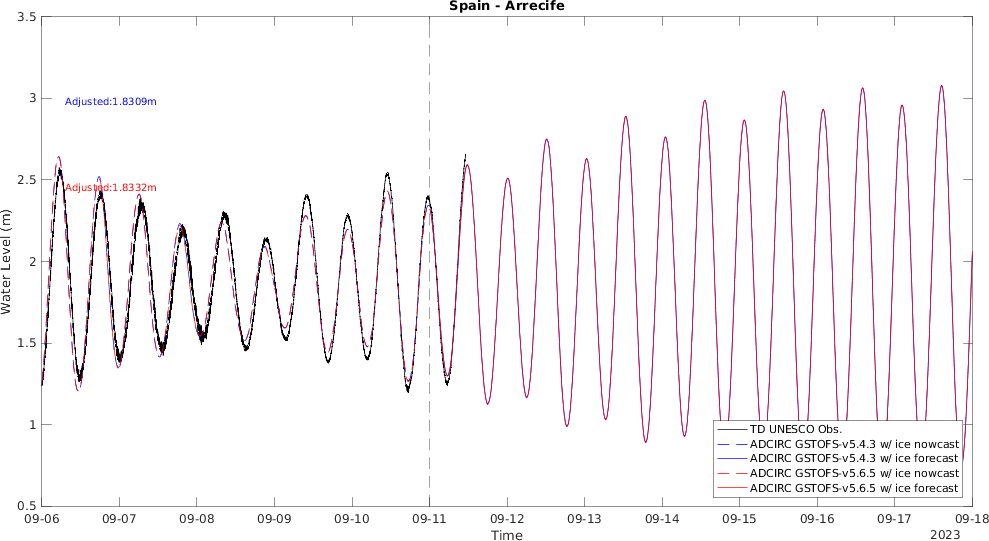 Spain - Arrecife
3.5
3
2.5
2
1.5
1
0.5
Water Level (m)
Adjusted:1.8309m
Adjusted:1.8332m
TD UNESCO Obs.
ADCIRC GSTOFS-v5.4.3 w/ ice nowcast
ADCIRC GSTOFS-v5.4.3 w/ ice forecast
ADCIRC GSTOFS-v5.6.5 w/ ice nowcast
ADCIRC GSTOFS-v5.6.5 w/ ice forecast
09-06 09-07 09-08 09-09 09-10 09-11 09-12 09-13 09-14 09-15 09-16 09-17 09-18
Time
2023